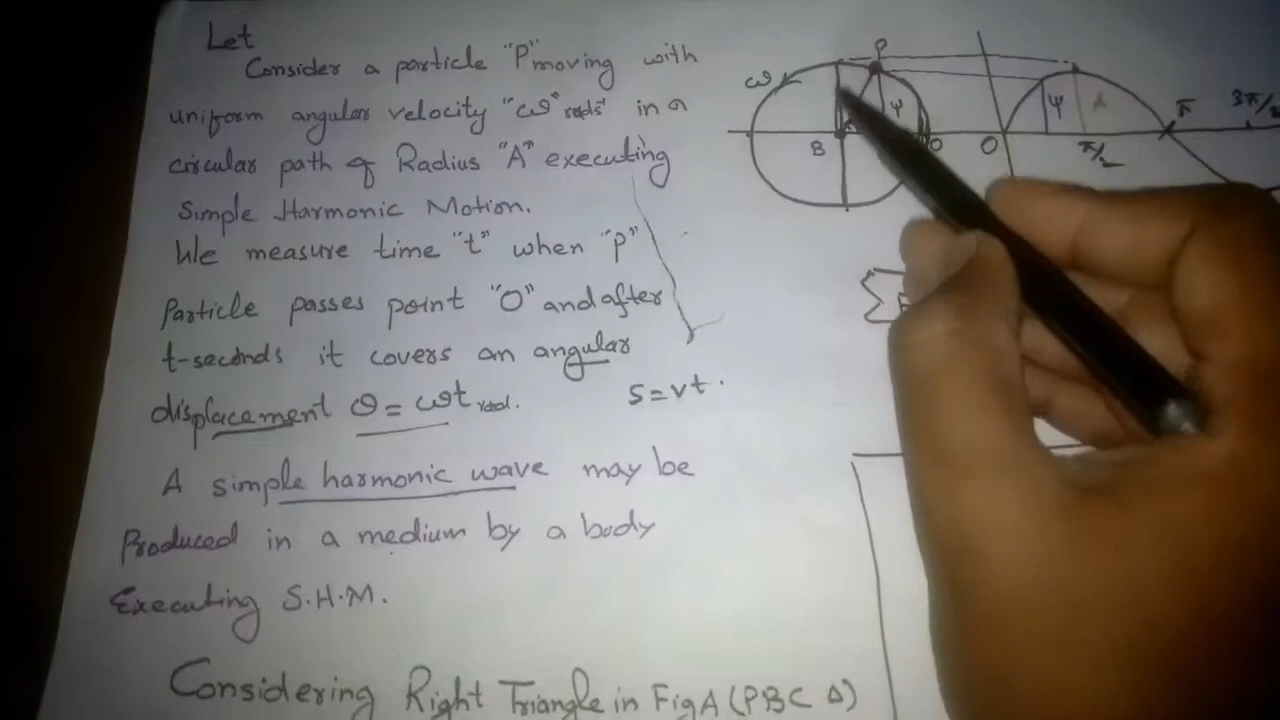 Let
Consider a particle "P" moving with
uniform angular velocity "ω" rads in a
circular path of Radius "A" executing
Simple Harmonic Motion.
We measure time "t" when "P"
Particle passes point "O" and after
t-seconds it covers an angular
displacement θ = ωt rad.
S = vt.
A simple harmonic wave may be
Produced in a medium by a body
Executing S.H.M.
Considering Right Triangle in Fig A (PBC Δ)
P
ω
ψ
B
O
O
ψ
A
π/2
π
3π/2